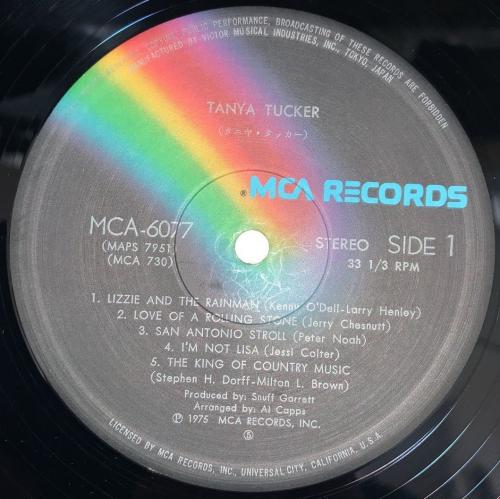 PUBLIC PERFORMANCE, BROADCASTING OF THESE RECORDS ARE FORBIDDEN
MANUFACTURED BY VICTOR MUSICAL INDUSTRIES, INC., TOKYO, JAPAN
TANYA TUCKER
(タニヤ・タッカー)
® MCA RECORDS
MCA-6077
(MAPS 7951)
(MCA 730)
STEREO SIDE 1
33 1/3 RPM
1. LIZZIE AND THE RAINMAN (Kenny O'Dell-Larry Henley)
2. LOVE OF A ROLLING STONE (Jerry Chesnutt)
3. SAN ANTONIO STROLL (Peter Noah)
4. I'M NOT LISA (Jessi Colter)
5. THE KING OF COUNTRY MUSIC
(Stephen H. Dorff-Milton L. Brown)
Produced by: Snuff Garrett
Arranged by: Al Capps
Ⓟ 1975 MCA RECORDS, INC.
Ⓢ
LICENSED BY MCA RECORDS, INC., UNIVERSAL CITY, CALIFORNIA, U.S.A.